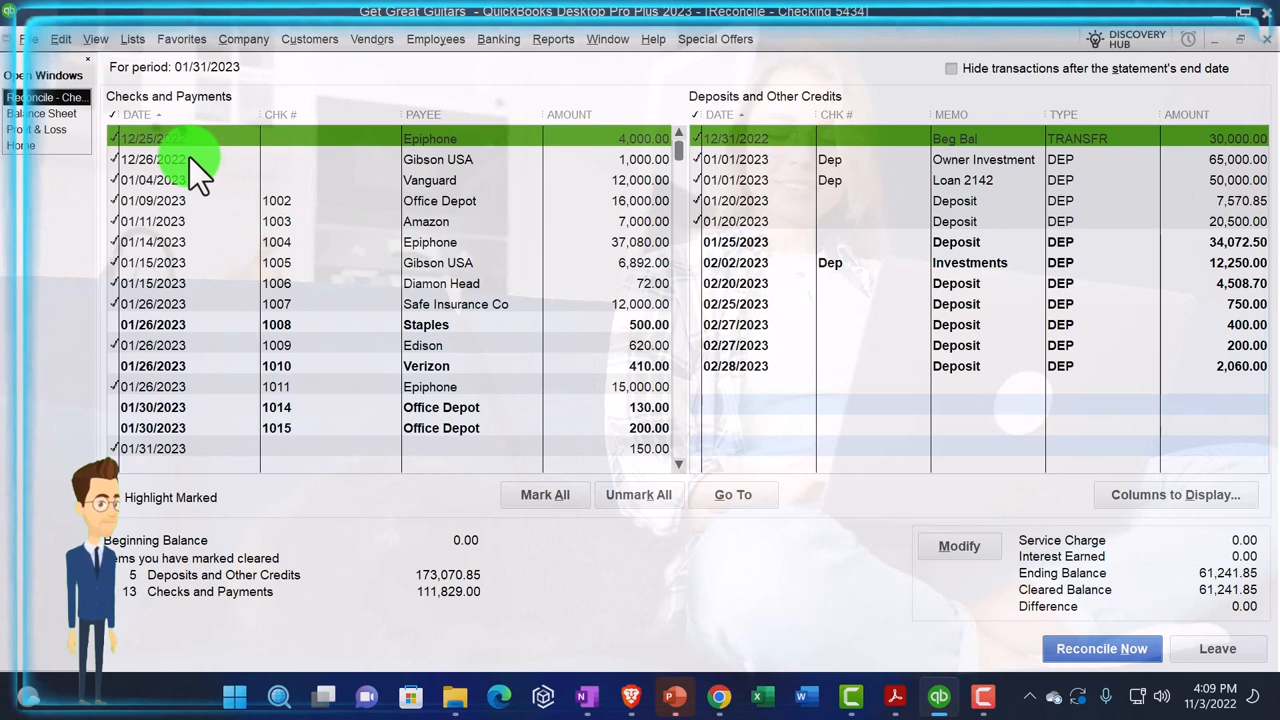 Get Great Guitars - QuickBooks Desktop Pro Plus 2023 - [Reconcile - Checking 5434]
File Edit View Lists Favorites Company Customers Vendors Employees Banking Reports Window Help Special Offers DISCOVERY HUB
Open Windows
Reconcile - Che...
Balance Sheet
Profit & Loss
Home
For period: 01/31/2023
Hide transactions after the statement's end date
Checks and Payments
✓ DATE CHK # PAYEE AMOUNT
✓ 12/25/2022 Epiphone 4,000.00
✓ 12/26/2022 Gibson USA 1,000.00
✓ 01/04/2023 Vanguard 12,000.00
✓ 01/09/2023 1002 Office Depot 16,000.00
✓ 01/11/2023 1003 Amazon 7,000.00
✓ 01/14/2023 1004 Epiphone 37,080.00
✓ 01/15/2023 1005 Gibson USA 6,892.00
✓ 01/15/2023 1006 Diamon Head 72.00
✓ 01/26/2023 1007 Safe Insurance Co 12,000.00
01/26/2023 1008 Staples 500.00
✓ 01/26/2023 1009 Edison 620.00
01/26/2023 1010 Verizon 410.00
✓ 01/26/2023 1011 Epiphone 15,000.00
01/30/2023 1014 Office Depot 130.00
01/30/2023 1015 Office Depot 200.00
✓ 01/31/2023 150.00
Deposits and Other Credits
✓ DATE CHK # MEMO TYPE AMOUNT
✓ 12/31/2022 Beg Bal TRANSFR 30,000.00
✓ 01/01/2023 Dep Owner Investment DEP 65,000.00
✓ 01/01/2023 Dep Loan 2142 DEP 50,000.00
✓ 01/20/2023 Deposit DEP 7,570.85
✓ 01/20/2023 Deposit DEP 20,500.00
01/25/2023 Deposit DEP 34,072.50
02/02/2023 Dep Investments DEP 12,250.00
02/20/2023 Deposit DEP 4,508.70
02/25/2023 Deposit DEP 750.00
02/27/2023 Deposit DEP 400.00
02/27/2023 Deposit DEP 200.00
02/28/2023 Deposit DEP 2,060.00
Highlight Marked
Mark All Unmark All Go To Columns to Display...
Beginning Balance 0.00
Items you have marked cleared
5 Deposits and Other Credits 173,070.85
13 Checks and Payments 111,829.00
Modify
Service Charge 0.00
Interest Earned 0.00
Ending Balance 61,241.85
Cleared Balance 61,241.85
Difference 0.00
Reconcile Now Leave
4:09 PM
11/3/2022